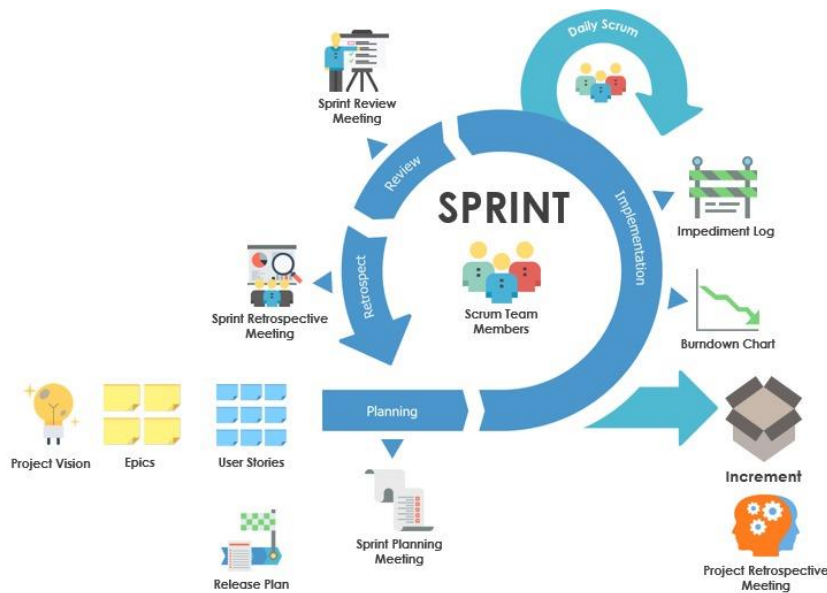 Daily Scrum
Sprint Review
Meeting
Review
SPRINT
Implementation
Impediment Log
Retrospect
Scrum Team
Members
Sprint Retrospective
Meeting
Burndown Chart
Planning
Project Vision
Epics
User Stories
Increment
Sprint Planning
Meeting
Release Plan
Project Retrospective
Meeting